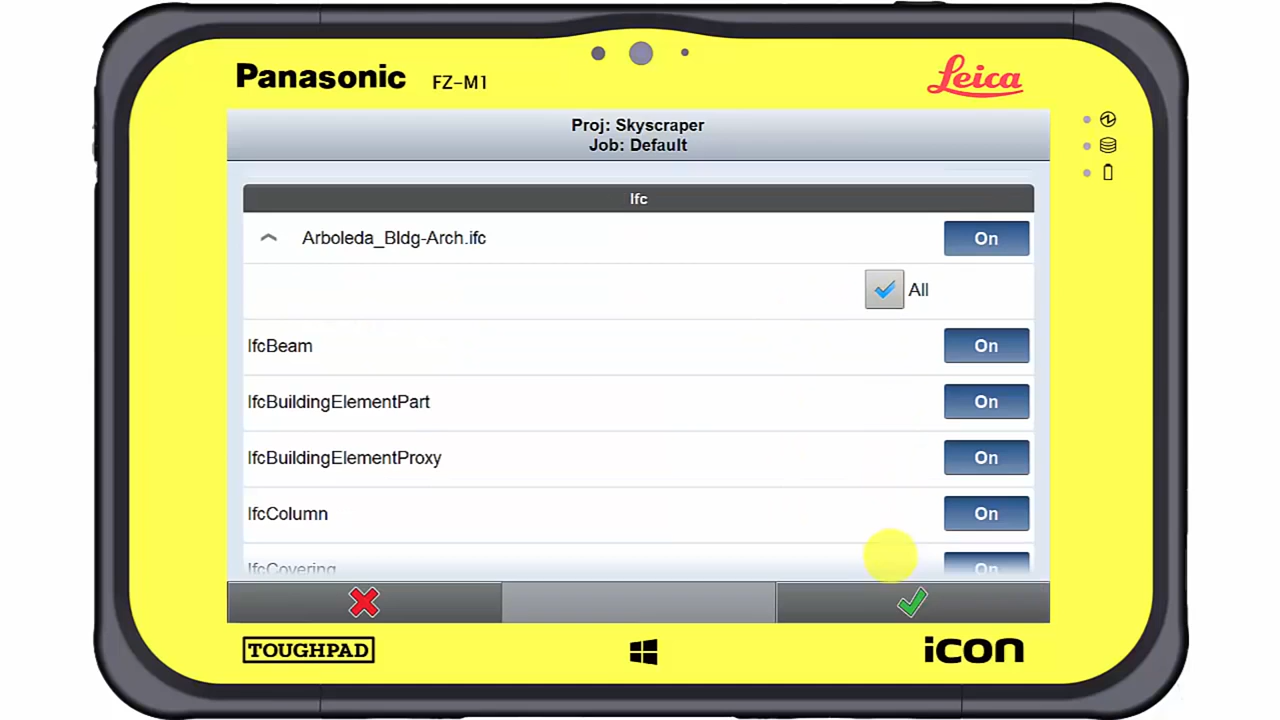 Panasonic FZ-M1 Leica
Proj: Skyscraper
Job: Default
Ifc
Arboleda_Bldg-Arch.ifc On
All
IfcBeam On
IfcBuildingElementPart On
IfcBuildingElementProxy On
IfcColumn On
IfcCovering On
TOUGHPAD icon